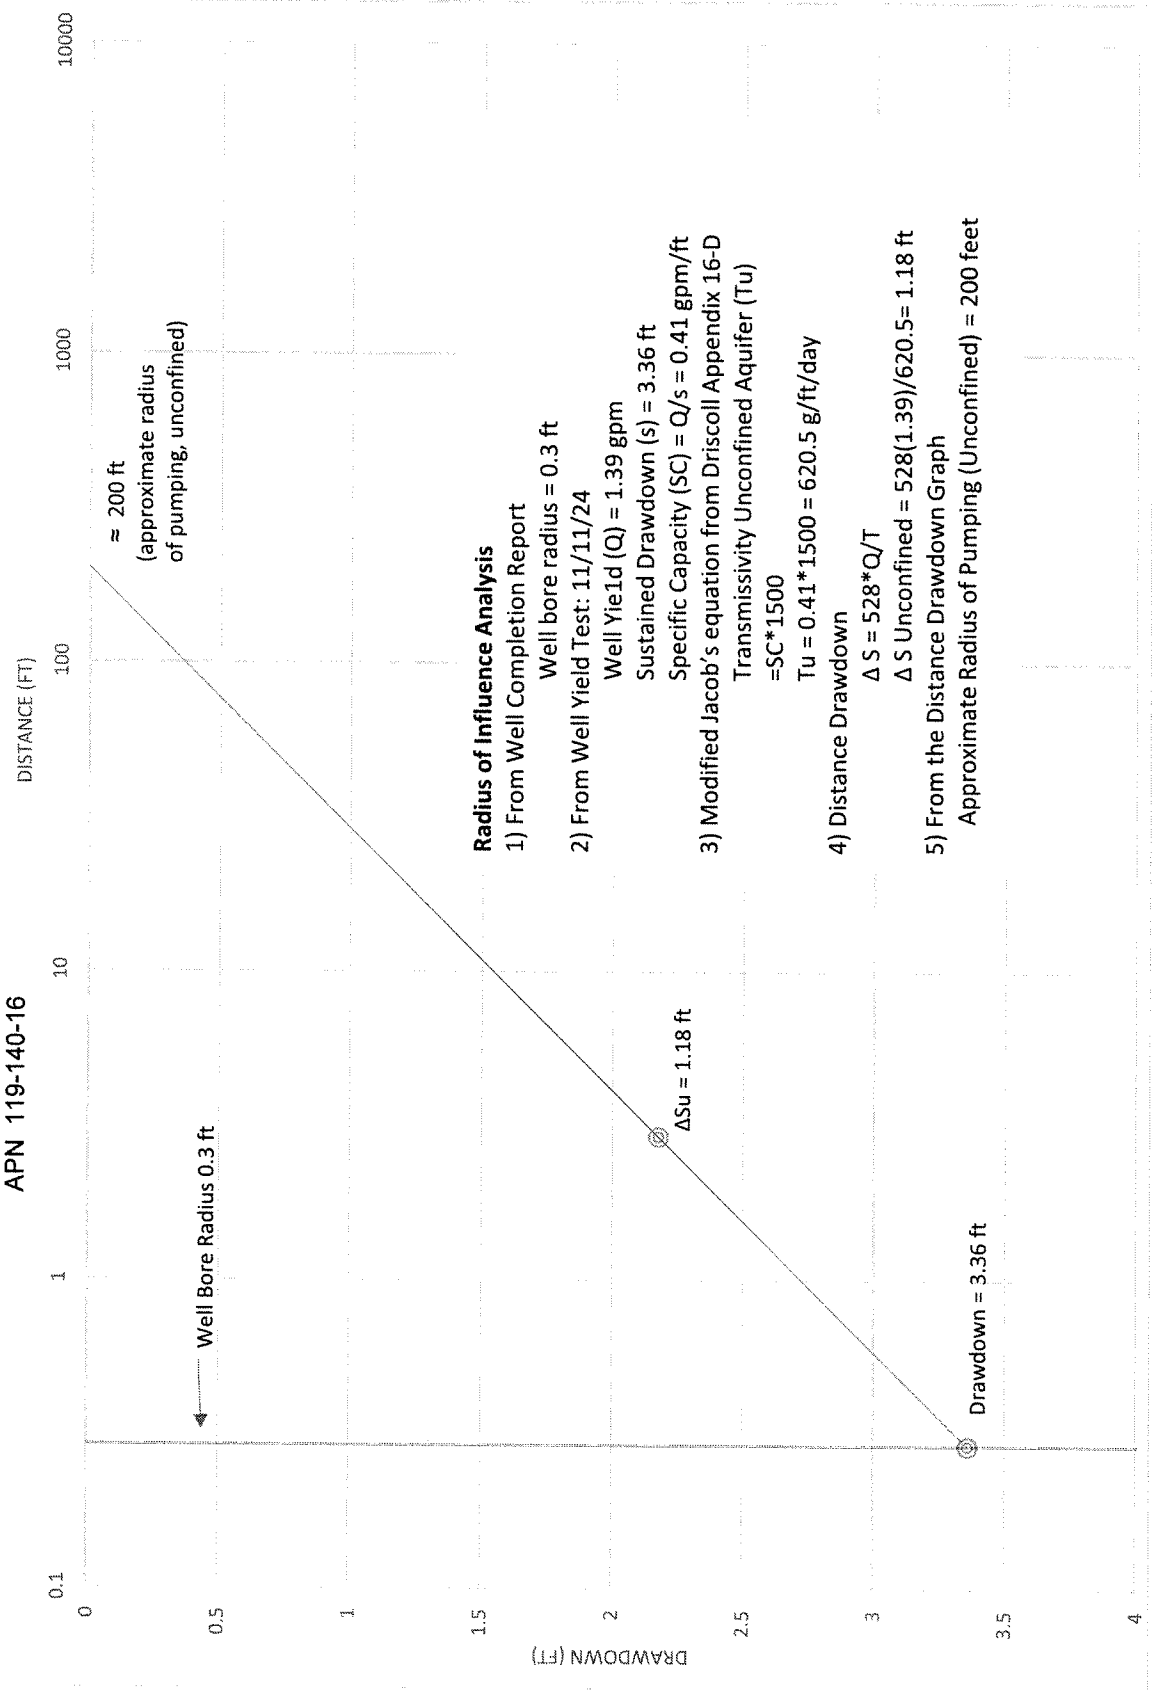 APN 119-140-16
DISTANCE (FT)
0.1
1
10
100
1000
10000
0
0.5
1
1.5
2
2.5
3
3.5
4
DRAWDOWN (FT)
Well Bore Radius 0.3 ft
≈ 200 ft
(approximate radius
of pumping, unconfined)
ΔSu = 1.18 ft
Drawdown = 3.36 ft
Radius of Influence Analysis
1) From Well Completion Report
Well bore radius = 0.3 ft
2) From Well Yield Test: 11/11/24
Well Yie1d (Q) = 1.39 gpm
Sustained Drawdown (s) = 3.36 ft
Specific Capacity (SC) = Q/s = 0.41 gpm/ft
3) Modified Jacob's equation from Driscoll Appendix 16-D
Transmissivity Unconfined Aquifer (Tu)
=SC*1500
Tu = 0.41*1500 = 620.5 g/ft/day
4) Distance Drawdown
Δ S = 528*Q/T
Δ S Unconfined = 528(1.39)/620.5= 1.18 ft
5) From the Distance Drawdown Graph
Approximate Radius of Pumping (Unconfined) = 200 feet